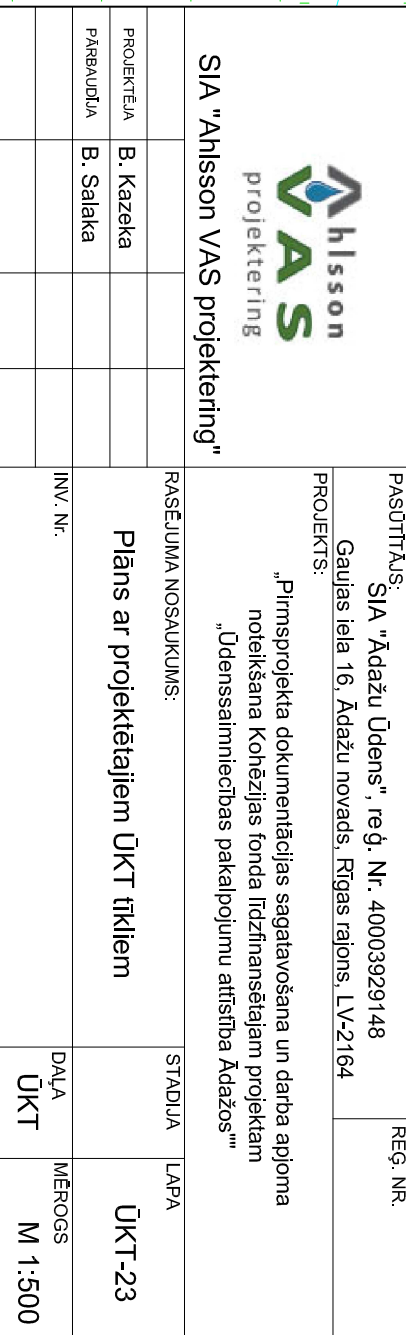 Ahlsson
VAS
projektering
SIA "Ahlsson VAS projektering"
PROJEKTĒJA B. Kazeka
PĀRBAUDĪJA B. Salaka
PASŪTĪTĀJS:
SIA "Ādažu Ūdens", reģ. Nr. 40003929148
Gaujas iela 16, Ādažu novads, Rīgas rajons, LV-2164
REĢ. NR.
PROJEKTS:
„Pirmsprojekta dokumentācijas sagatavošana un darba apjoma
noteikšana Kohēzijas fonda līdzfinansētajam projektam
„Ūdenssaimniecības pakalpojumu attīstība Ādažos""
RASĒJUMA NOSAUKUMS:
Plāns ar projektētajiem ŪKT tīkliem
STADIJA
LAPA
ŪKT-23
INV. Nr.
DAĻA
ŪKT
MĒROGS
M 1:500